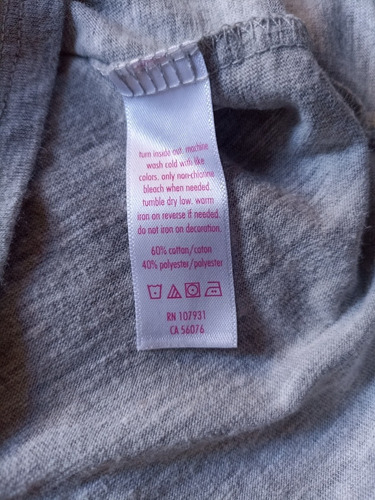 turn inside out. machine
wash cold with like
colors. only non-chlorine
bleach when needed.
tumble dry low. warm
iron on reverse if needed.
do not iron on decoration.
60% cotton/coton
40% polyester/polyester
RN 107931
CA 56076